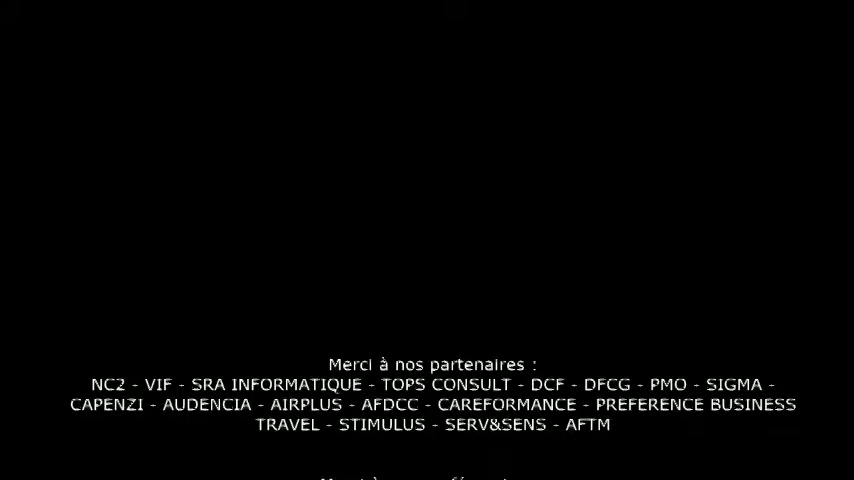 Merci à nos partenaires :
NC2 - VIF - SRA INFORMATIQUE - TOPS CONSULT - DCF - DFCG - PMO - SIGMA -
CAPENZI - AUDENCIA - AIRPLUS - AFDCC - CAREFORMANCE - PREFERENCE BUSINESS
TRAVEL - STIMULUS - SERV&SENS - AFTM